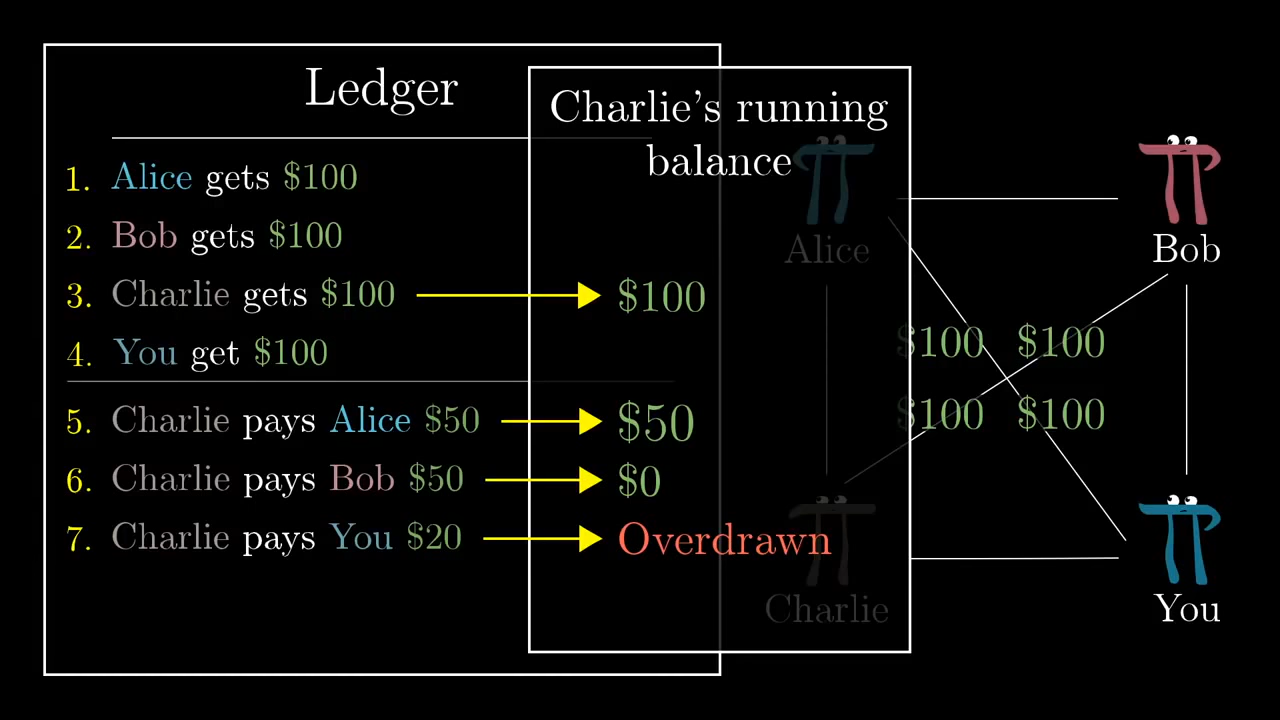 Ledger
1. Alice gets $100
2. Bob gets $100
3. Charlie gets $100
4. You get $100
5. Charlie pays Alice $50
6. Charlie pays Bob $50
7. Charlie pays You $20
Charlie's running
balance
$100
$50
$0
Overdrawn
Alice
Bob
$100 $100
$100 $100
Charlie
You